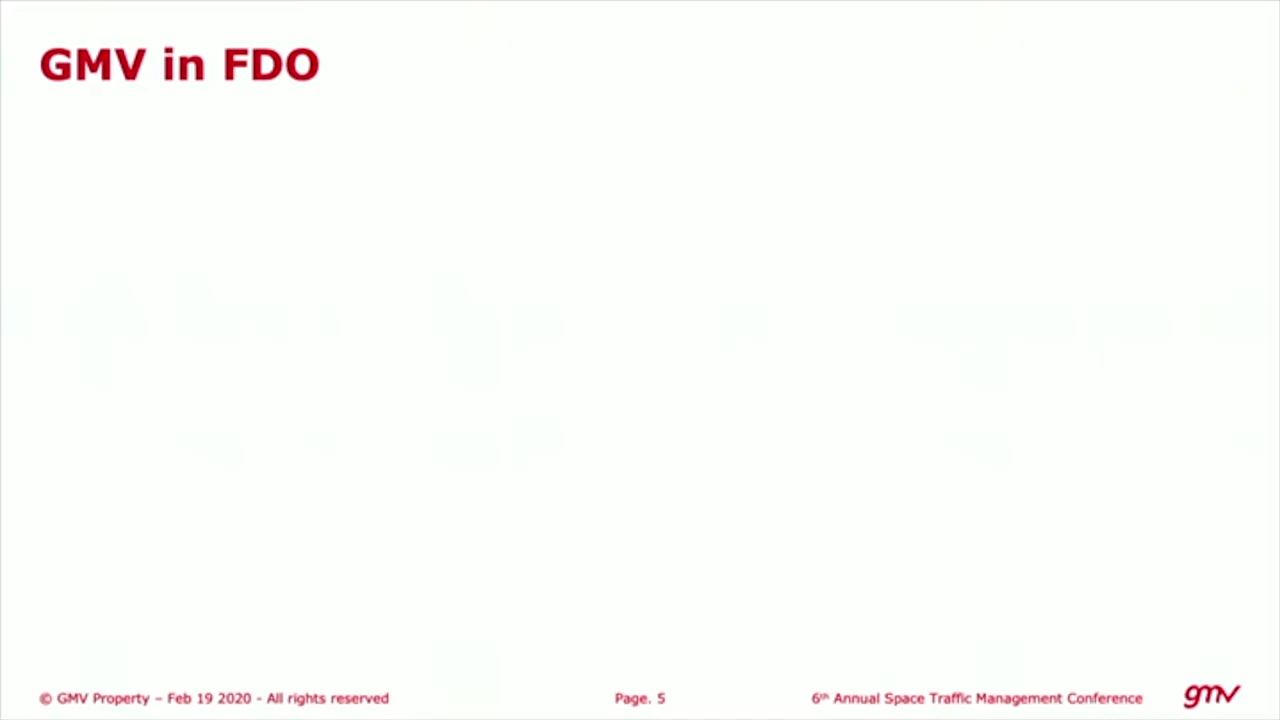 GMV in FDO
© GMV Property – Feb 19 2020 - All rights reserved
Page. 5
6th Annual Space Traffic Management Conference
gmv